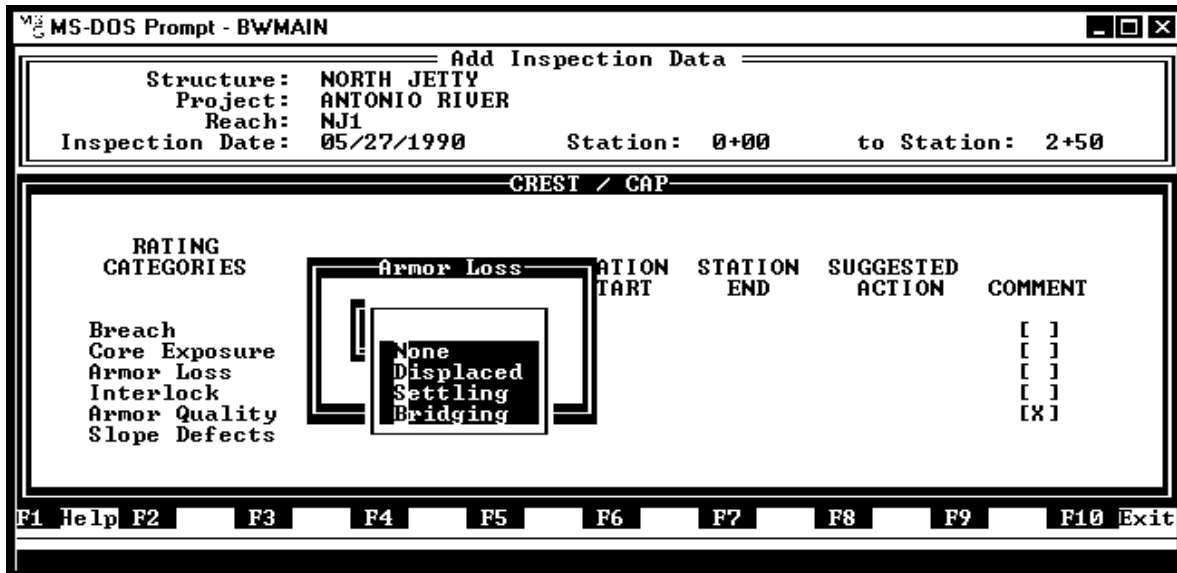 MS-DOS Prompt - BWMAIN
Add Inspection Data
Structure: NORTH JETTY
Project: ANTONIO RIVER
Reach: NJ1
Inspection Date: 05/27/1990 Station: 0+00 to Station: 2+50
CREST / CAP
RATING
CATEGORIES Armor Loss ATION STATION SUGGESTED
TART END ACTION COMMENT
Breach [ ]
Core Exposure None [ ]
Armor Loss Displaced [ ]
Interlock Settling [ ]
Armor Quality Bridging [X]
Slope Defects
F1 Help F2 F3 F4 F5 F6 F7 F8 F9 F10 Exit